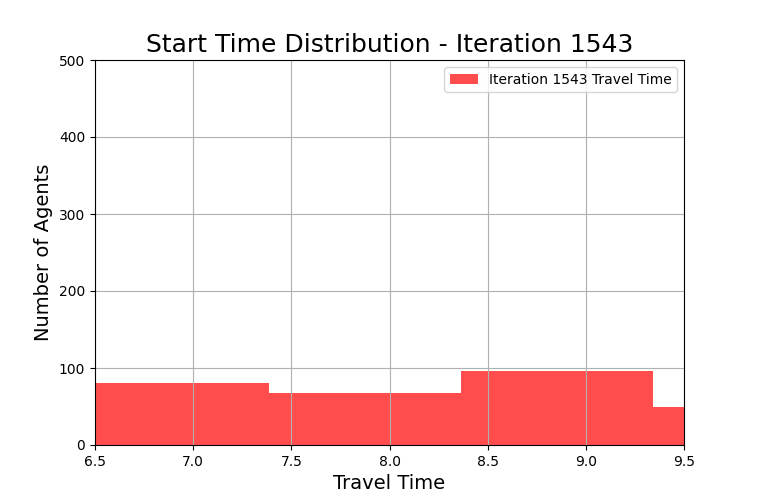 Start Time Distribution - Iteration 1543
Iteration 1543 Travel Time
Number of Agents
500
400
300
200
100
0
6.5 7.0 7.5 8.0 8.5 9.0 9.5
Travel Time